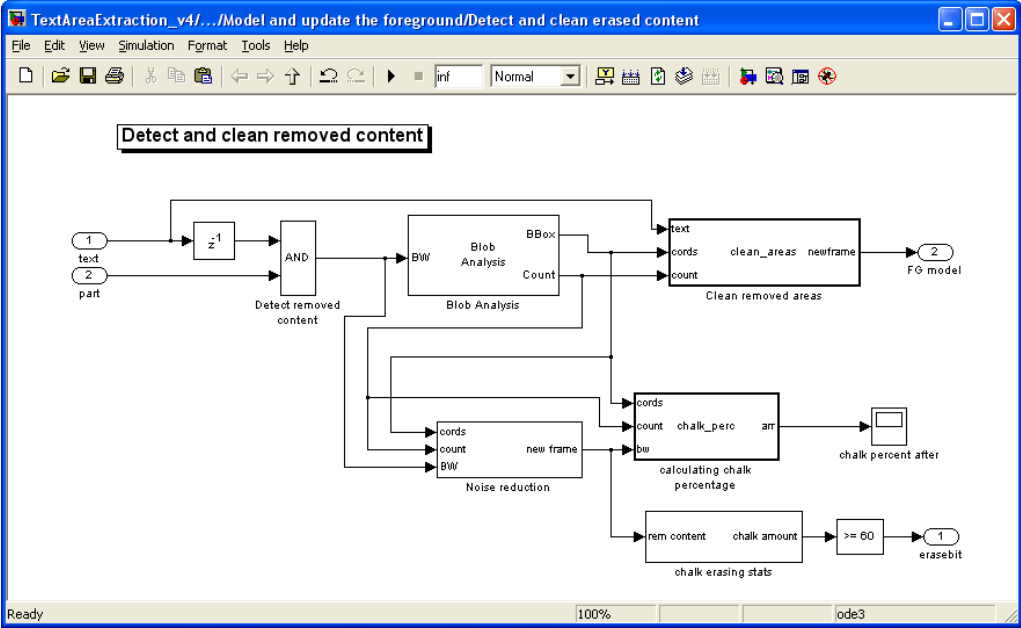 TextAreaExtraction_v4/.../Model and update the foreground/Detect and clean erased content
File Edit View Simulation Format Tools Help
inf Normal
Detect and clean removed content
1
text
2
part
z-1
AND
Detect removed
content
BW
Blob
Analysis
BBox
Count
Blob Analysis
text
cords
count
clean_areas
newframe
Clean removed areas
2
FG model
cords
count
BW
new frame
Noise reduction
cords
count
bw
chalk_perc
arr
calculating chalk
percentage
chalk percent after
rem content
chalk amount
chalk erasing stats
>= 60
1
erasebit
Ready
100%
ode3